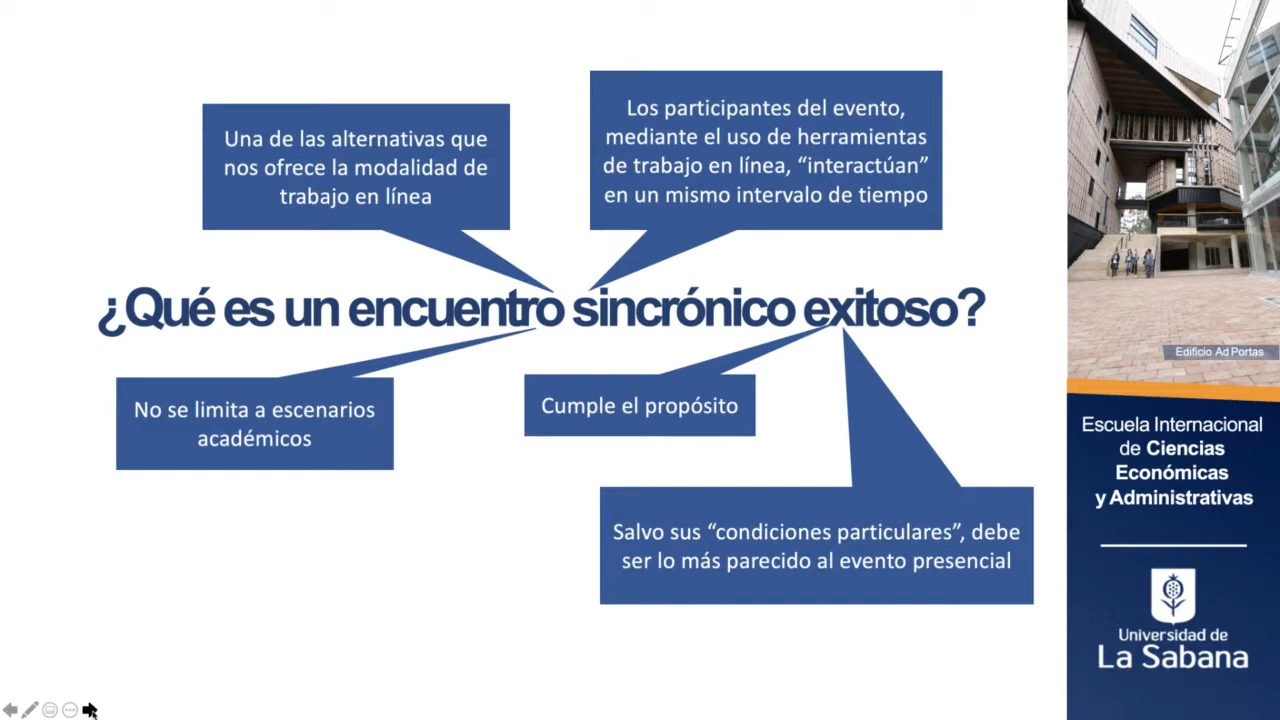 Una de las alternativas que
nos ofrece la modalidad de
trabajo en línea
Los participantes del evento,
mediante el uso de herramientas
de trabajo en línea, “interactúan”
en un mismo intervalo de tiempo
¿Qué es un encuentro sincrónico exitoso?
No se limita a escenarios
académicos
Cumple el propósito
Salvo sus “condiciones particulares”, debe
ser lo más parecido al evento presencial
Edificio Ad Portas
Escuela Internacional
de Ciencias
Económicas
y Administrativas
Universidad de
La Sabana